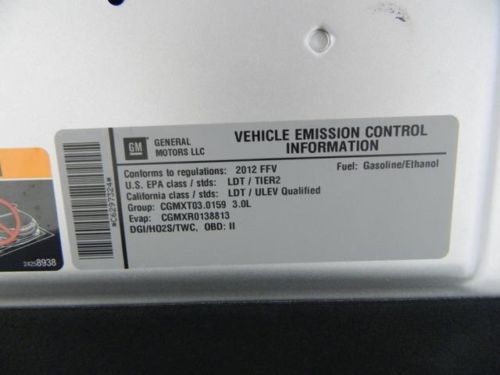 GM
GENERAL MOTORS LLC
VEHICLE EMISSION CONTROL INFORMATION
Conforms to regulations: 2012 FFV
Fuel: Gasoline/Ethanol
U.S. EPA class / stds: LDT / TIER2
California class / stds: LDT / ULEV Qualified
Group: CGMXT03.0159 3.0L
Evap: CGMXR0138813
DGI/HO2S/TWC, OBD: II
*C6297324*
24258938